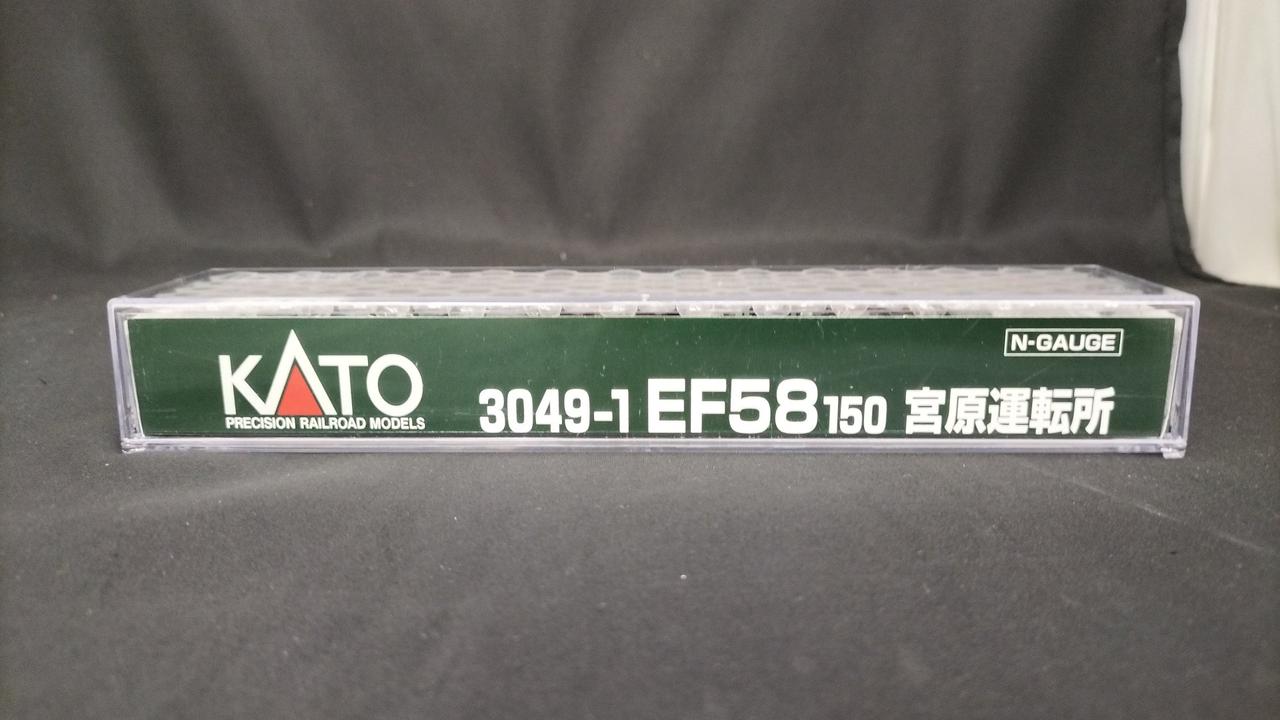 N-GAUGE
KATO
PRECISION RAILROAD MODELS
3049-1 EF58 150 宮原運転所